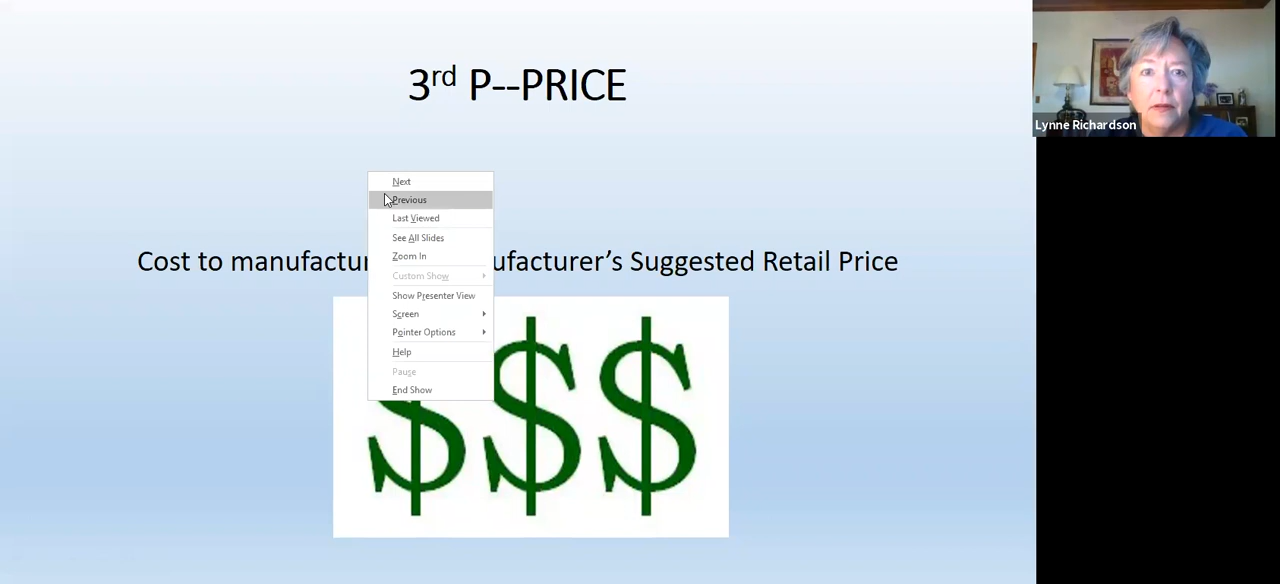 3rd P--PRICE
Lynne Richardson
Next
Previous
Last Viewed
See All Slides
Cost to ufacturer's Suggested Retail Price
Zoom In
Custom Show
Show Presenter View
Screen
Pointer Options
Help
Pause
End Show
$$$